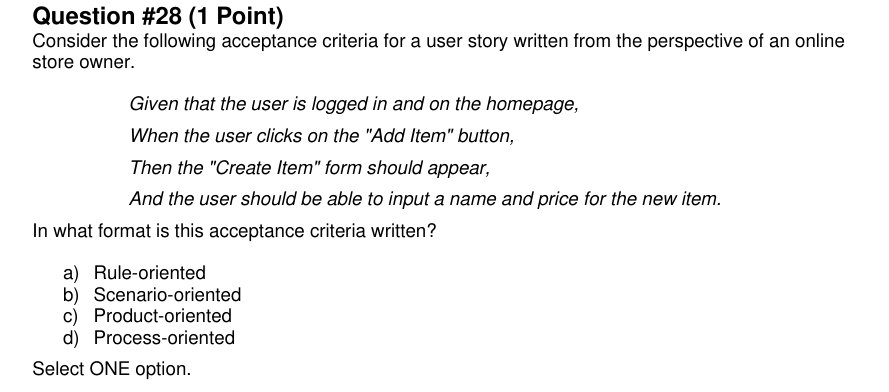 Question #28 (1 Point)
Consider the following acceptance criteria for a user story written from the perspective of an online
store owner.
Given that the user is logged in and on the homepage,
When the user clicks on the "Add Item" button,
Then the "Create Item" form should appear,
And the user should be able to input a name and price for the new item.
In what format is this acceptance criteria written?
a) Rule-oriented
b) Scenario-oriented
c) Product-oriented
d) Process-oriented
Select ONE option.